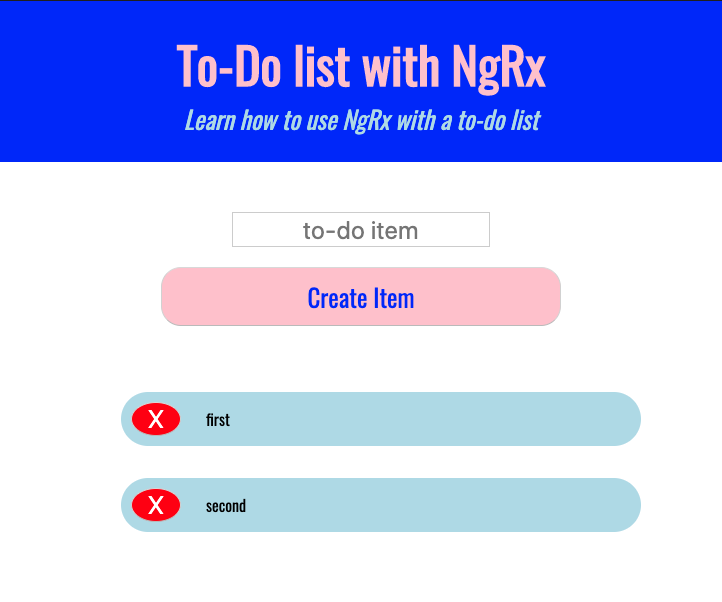 To-Do list with NgRx
Learn how to use NgRx with a to-do list
to-do item
Create Item
X first
X second